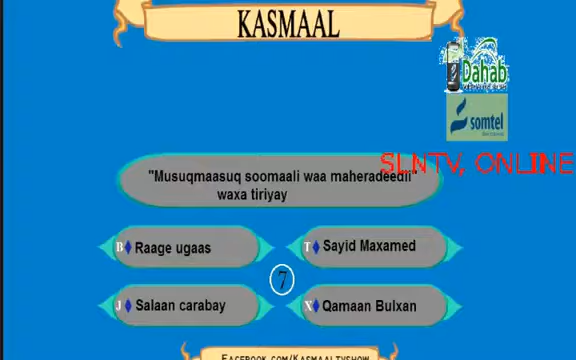 KASMAAL
Dahab
somtel
SLNTV, ONLINE
"Musuqmaasuq soomaali waa maheradeedii"
waxa tiriyay
B Raage ugaas
T Sayid Maxamed
7
J Salaan carabay
X Qamaan Bulxan
FACEBOOK.COM/KASMAALTVSHOW